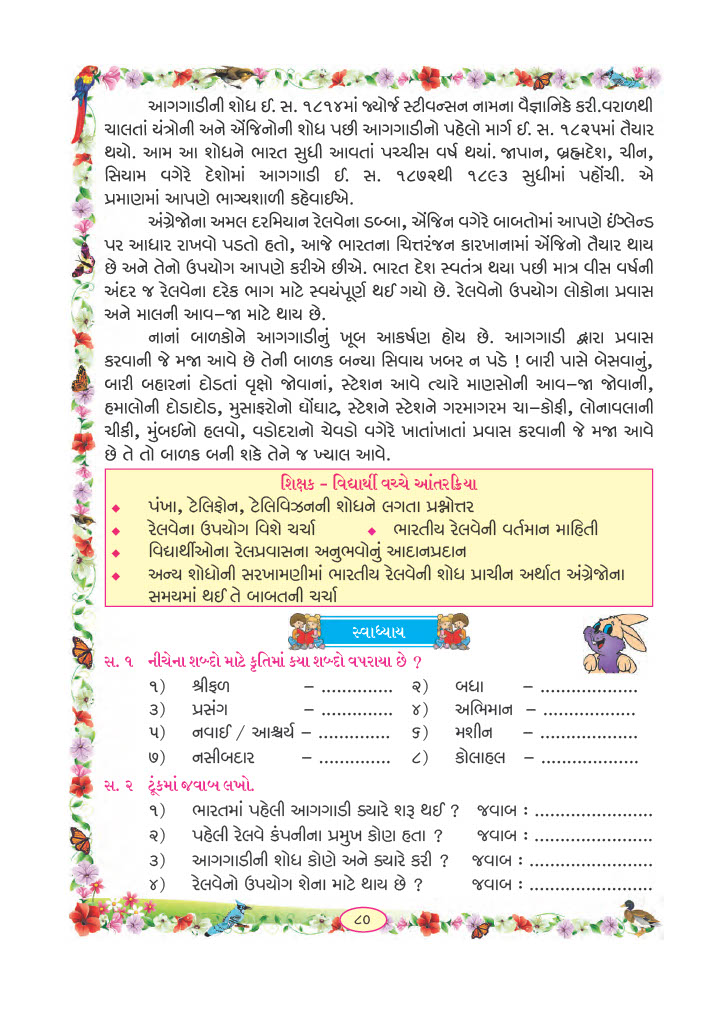 આગગાડીની શોધ ઈ. સ. ૧૮૧૪માં જ્યોર્જ સ્ટીવન્સન નામના વૈજ્ઞાનિકે કરી.વરાળથી
ચાલતાં યંત્રોની અને એંજિનોની શોધ પછી આગગાડીનો પહેલો માર્ગ ઈ. સ. ૧૮૨૫માં તૈયાર
થયો. આમ આ શોધને ભારત સુધી આવતાં પચ્ચીસ વર્ષ થયાં. જાપાન, બ્રહ્મદેશ, ચીન,
સિયામ વગેરે દેશોમાં આગગાડી ઈ. સ. ૧૮૭૨થી ૧૮૯૩ સુધીમાં પહોંચી. એ
પ્રમાણમાં આપણે ભાગ્યશાળી કહેવાઈએ.
અંગ્રેજોના અમલ દરમિયાન રેલવેના ડબ્બા, એંજિન વગેરે બાબતોમાં આપણે ઈંગ્લેન્ડ
પર આધાર રાખવો પડતો હતો, આજે ભારતના ચિત્તરંજન કારખાનામાં એંજિનો તૈયાર થાય
છે અને તેનો ઉપયોગ આપણે કરીએ છીએ. ભારત દેશ સ્વતંત્ર થયા પછી માત્ર વીસ વર્ષની
અંદર જ રેલવેના દરેક ભાગ માટે સ્વયંપૂર્ણ થઈ ગયો છે. રેલવેનો ઉપયોગ લોકોના પ્રવાસ
અને માલની આવ–જા માટે થાય છે.
નાનાં બાળકોને આગગાડીનું ખૂબ આકર્ષણ હોય છે. આગગાડી દ્વારા પ્રવાસ
કરવાની જે મજા આવે છે તેની બાળક બન્યા સિવાય ખબર ન પડે ! બારી પાસે બેસવાનું,
બારી બહારનાં દોડતાં વૃક્ષો જોવાનાં, સ્ટેશન આવે ત્યારે માણસોની આવ–જા જોવાની,
હમાલોની દોડાદોડ, મુસાફરોનો ઘોંઘાટ, સ્ટેશને સ્ટેશને ગરમાગરમ ચા–કોફી, લોનાવલાની
ચીકી, મુંબઈનો હલવો, વડોદરાનો ચેવડો વગેરે ખાતાંખાતાં પ્રવાસ કરવાની જે મજા આવે
છે તે તો બાળક બની શકે તેને જ ખ્યાલ આવે.
શિક્ષક - વિદ્યાર્થી વચ્ચે આંતરક્રિયા
◆ પંખા, ટેલિફોન, ટેલિવિઝનની શોધને લગતા પ્રશ્નોત્તર
◆ રેલવેના ઉપયોગ વિશે ચર્ચા ◆ ભારતીય રેલવેની વર્તમાન માહિતી
◆ વિદ્યાર્થીઓના રેલપ્રવાસના અનુભવોનું આદાનપ્રદાન
◆ અન્ય શોધોની સરખામણીમાં ભારતીય રેલવેની શોધ પ્રાચીન અર્થાત અંગ્રેજોના
સમયમાં થઈ તે બાબતની ચર્ચા
સ્વાધ્યાય
સ. ૧ નીચેના શબ્દો માટે કૃતિમાં કયા શબ્દો વપરાયા છે ?
૧) શ્રીફળ – .............. ૨) બધા – ...................
૩) પ્રસંગ – .............. ૪) અભિમાન – ..................
૫) નવાઈ / આશ્ચર્ય – .............. ૬) મશીન – ...................
૭) નસીબદાર – .............. ૮) કોલાહલ – ...................
સ. ૨ ટૂંકમાં જવાબ લખો.
૧) ભારતમાં પહેલી આગગાડી ક્યારે શરૂ થઈ ? જવાબ : .......................
૨) પહેલી રેલવે કંપનીના પ્રમુખ કોણ હતા ? જવાબ : .......................
૩) આગગાડીની શોધ કોણે અને ક્યારે કરી ? જવાબ : ........................
૪) રેલવેનો ઉપયોગ શેના માટે થાય છે ? જવાબ : ........................
૮૦